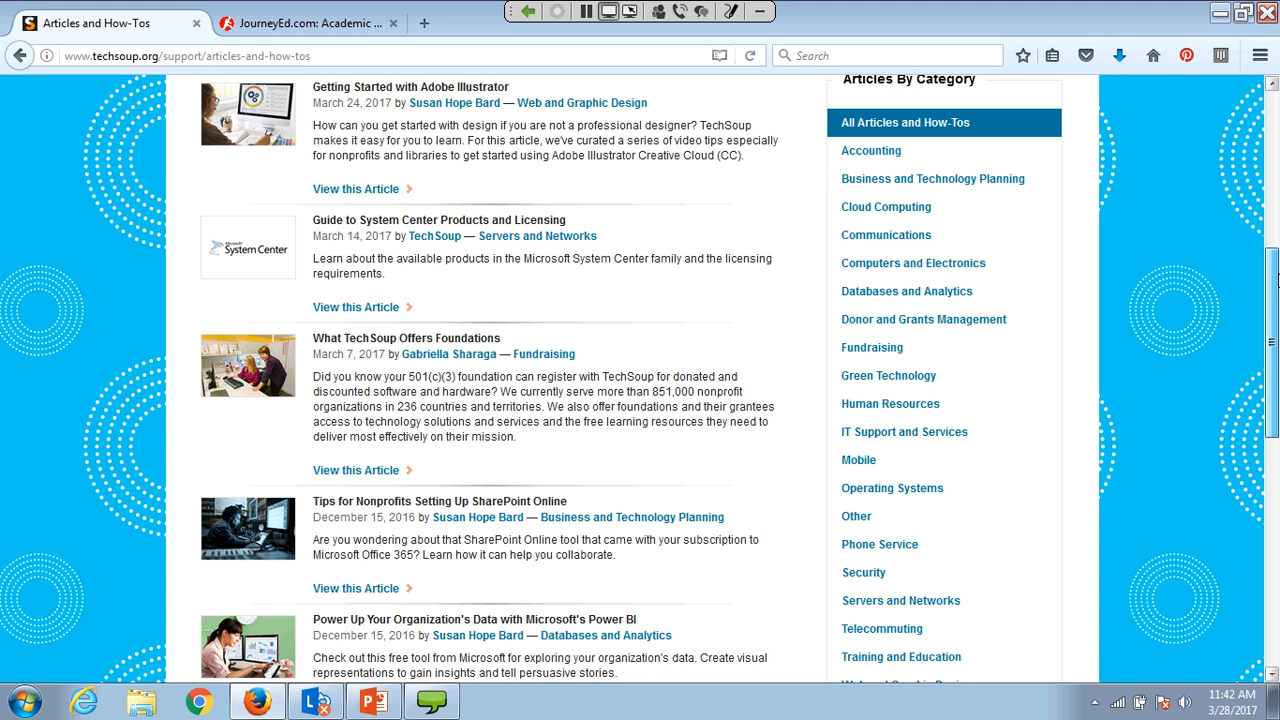 Articles and How-Tos
JourneyEd.com: Academic ...
www.techsoup.org/support/articles-and-how-tos
Search
Getting Started with Adobe Illustrator
March 24, 2017 by Susan Hope Bard — Web and Graphic Design
How can you get started with design if you are not a professional designer? TechSoup
makes it easy for you to learn. For this article, we've curated a series of video tips especially
for nonprofits and libraries to get started using Adobe Illustrator Creative Cloud (CC).
View this Article
Microsoft
System Center
Guide to System Center Products and Licensing
March 14, 2017 by TechSoup — Servers and Networks
Learn about the available products in the Microsoft System Center family and the licensing
requirements.
View this Article
What TechSoup Offers Foundations
March 7, 2017 by Gabriella Sharaga — Fundraising
Did you know your 501(c)(3) foundation can register with TechSoup for donated and
discounted software and hardware? We currently serve more than 851,000 nonprofit
organizations in 236 countries and territories. We also offer foundations and their grantees
access to technology solutions and services and the free learning resources they need to
deliver most effectively on their mission.
View this Article
Tips for Nonprofits Setting Up SharePoint Online
December 15, 2016 by Susan Hope Bard — Business and Technology Planning
Are you wondering about that SharePoint Online tool that came with your subscription to
Microsoft Office 365? Learn how it can help you collaborate.
View this Article
Power Up Your Organization's Data with Microsoft's Power BI
December 15, 2016 by Susan Hope Bard — Databases and Analytics
Check out this free tool from Microsoft for exploring your organization's data. Create visual
representations to gain insights and tell persuasive stories.
Articles By Category
All Articles and How-Tos
Accounting
Business and Technology Planning
Cloud Computing
Communications
Computers and Electronics
Databases and Analytics
Donor and Grants Management
Fundraising
Green Technology
Human Resources
IT Support and Services
Mobile
Operating Systems
Other
Phone Service
Security
Servers and Networks
Telecommuting
Training and Education
11:42 AM
3/28/2017